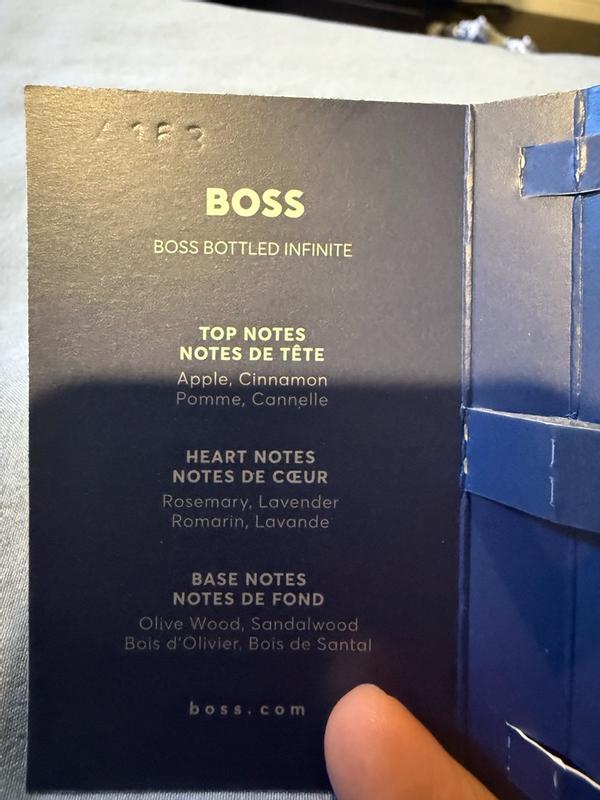 BOSS
BOSS BOTTLED INFINITE
TOP NOTES
NOTES DE TÊTE
Apple, Cinnamon
Pomme, Cannelle
HEART NOTES
NOTES DE CŒUR
Rosemary, Lavender
Romarin, Lavande
BASE NOTES
NOTES DE FOND
Olive Wood, Sandalwood
Bois d'Olivier, Bois de Santal
boss.com